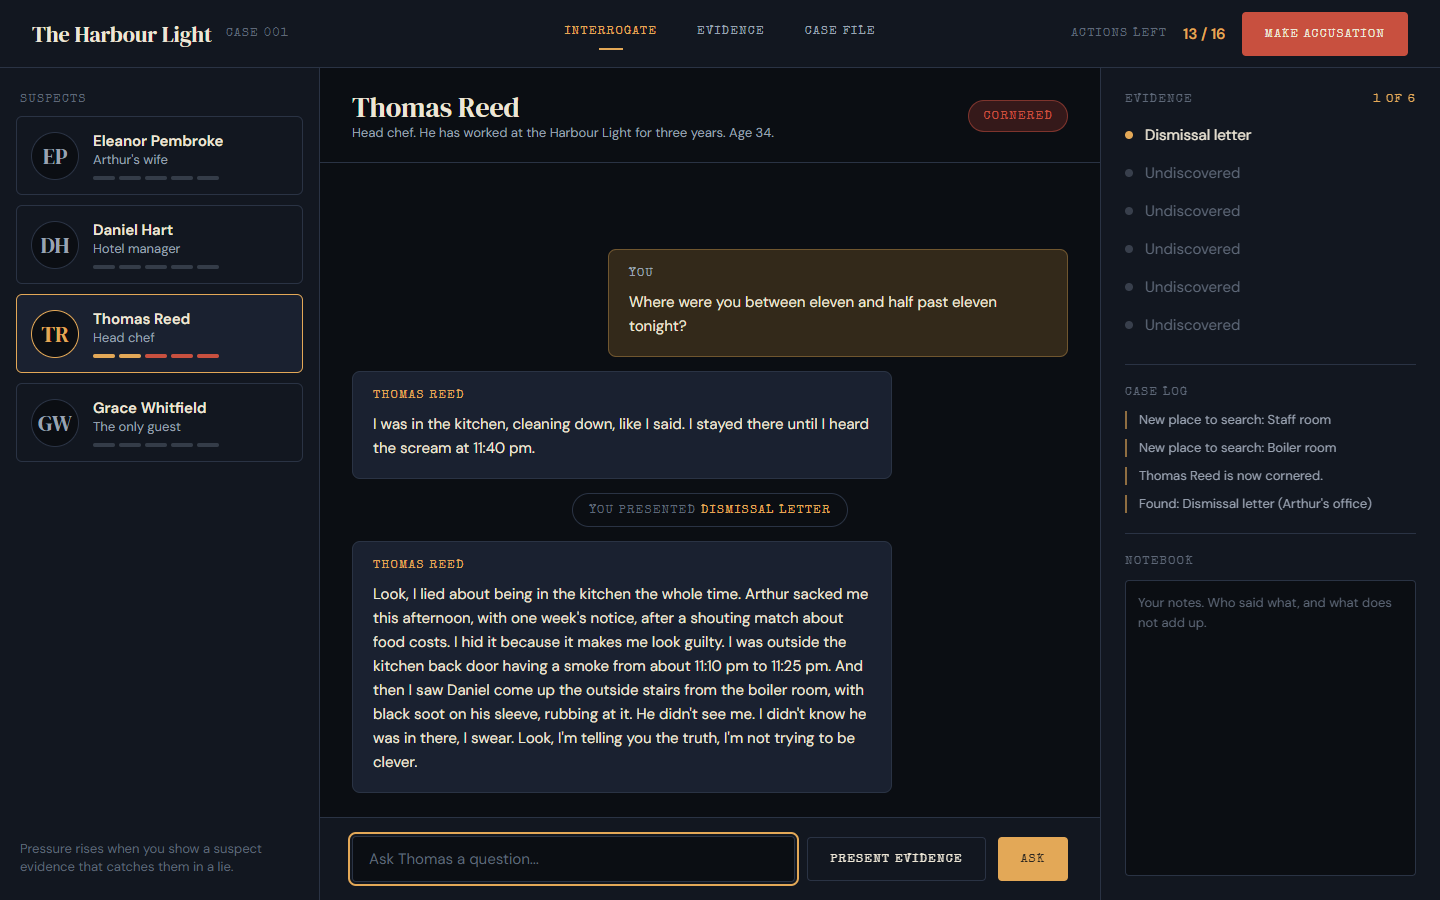 The Harbour Light CASE 001
INTERROGATE EVIDENCE CASE FILE
ACTIONS LEFT 13 / 16 MAKE ACCUSATION
SUSPECTS
EP
Eleanor Pembroke
Arthur's wife
DH
Daniel Hart
Hotel manager
TR
Thomas Reed
Head chef
GW
Grace Whitfield
The only guest
Pressure rises when you show a suspect
evidence that catches them in a lie.
Thomas Reed
Head chef. He has worked at the Harbour Light for three years. Age 34.
CORNERED
YOU
Where were you between eleven and half past eleven
tonight?
THOMAS REED
I was in the kitchen, cleaning down, like I said. I stayed there until I heard
the scream at 11:40 pm.
YOU PRESENTED DISMISSAL LETTER
THOMAS REED
Look, I lied about being in the kitchen the whole time. Arthur sacked me
this afternoon, with one week's notice, after a shouting match about
food costs. I hid it because it makes me look guilty. I was outside the
kitchen back door having a smoke from about 11:10 pm to 11:25 pm. And
then I saw Daniel come up the outside stairs from the boiler room, with
black soot on his sleeve, rubbing at it. He didn't see me. I didn't know he
was in there, I swear. Look, I'm telling you the truth, I'm not trying to be
clever.
Ask Thomas a question...
PRESENT EVIDENCE
ASK
EVIDENCE 1 OF 6
Dismissal letter
Undiscovered
Undiscovered
Undiscovered
Undiscovered
Undiscovered
CASE LOG
New place to search: Staff room
New place to search: Boiler room
Thomas Reed is now cornered.
Found: Dismissal letter (Arthur's office)
NOTEBOOK
Your notes. Who said what, and what does
not add up.